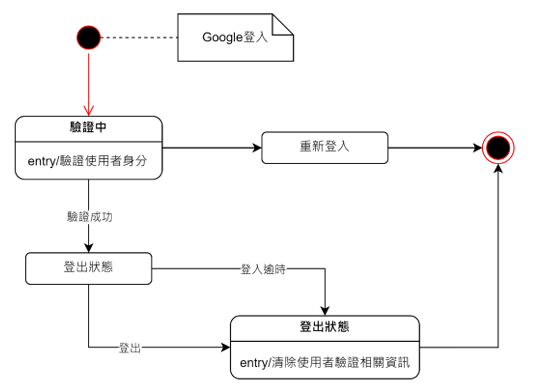 Google登入
驗證中
entry/驗證使用者身分
重新登入
驗證成功
登出狀態
登入逾時
登出
登出狀態
entry/清除使用者驗證相關資訊